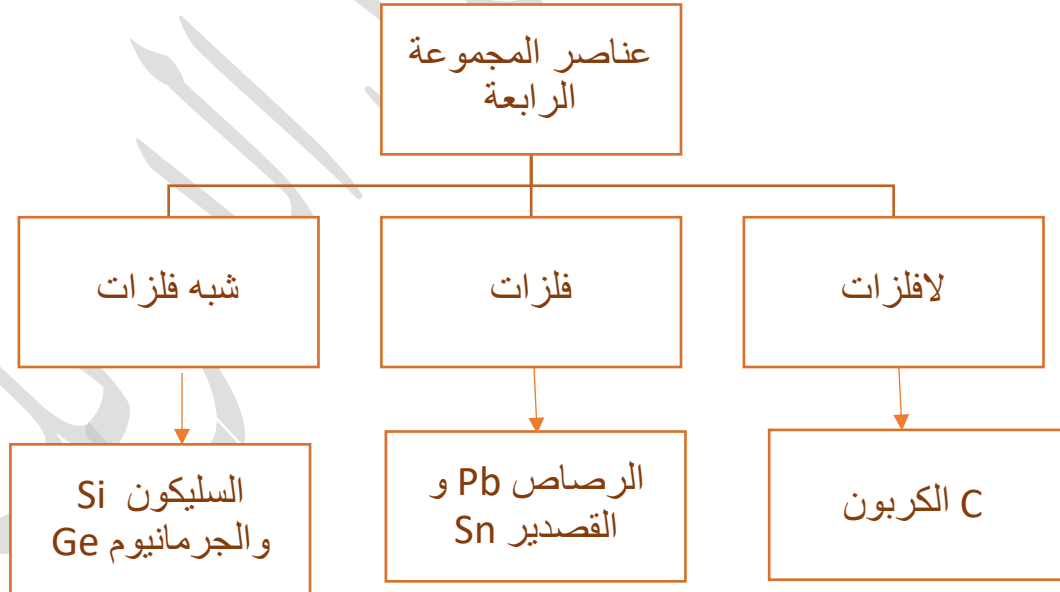 عناصر المجموعة
الرابعة
لافلزات
فلزات
شبه فلزات
C الكربون
الرصاص Pb و
القصدير Sn
السليكون Si
والجرمانيوم Ge